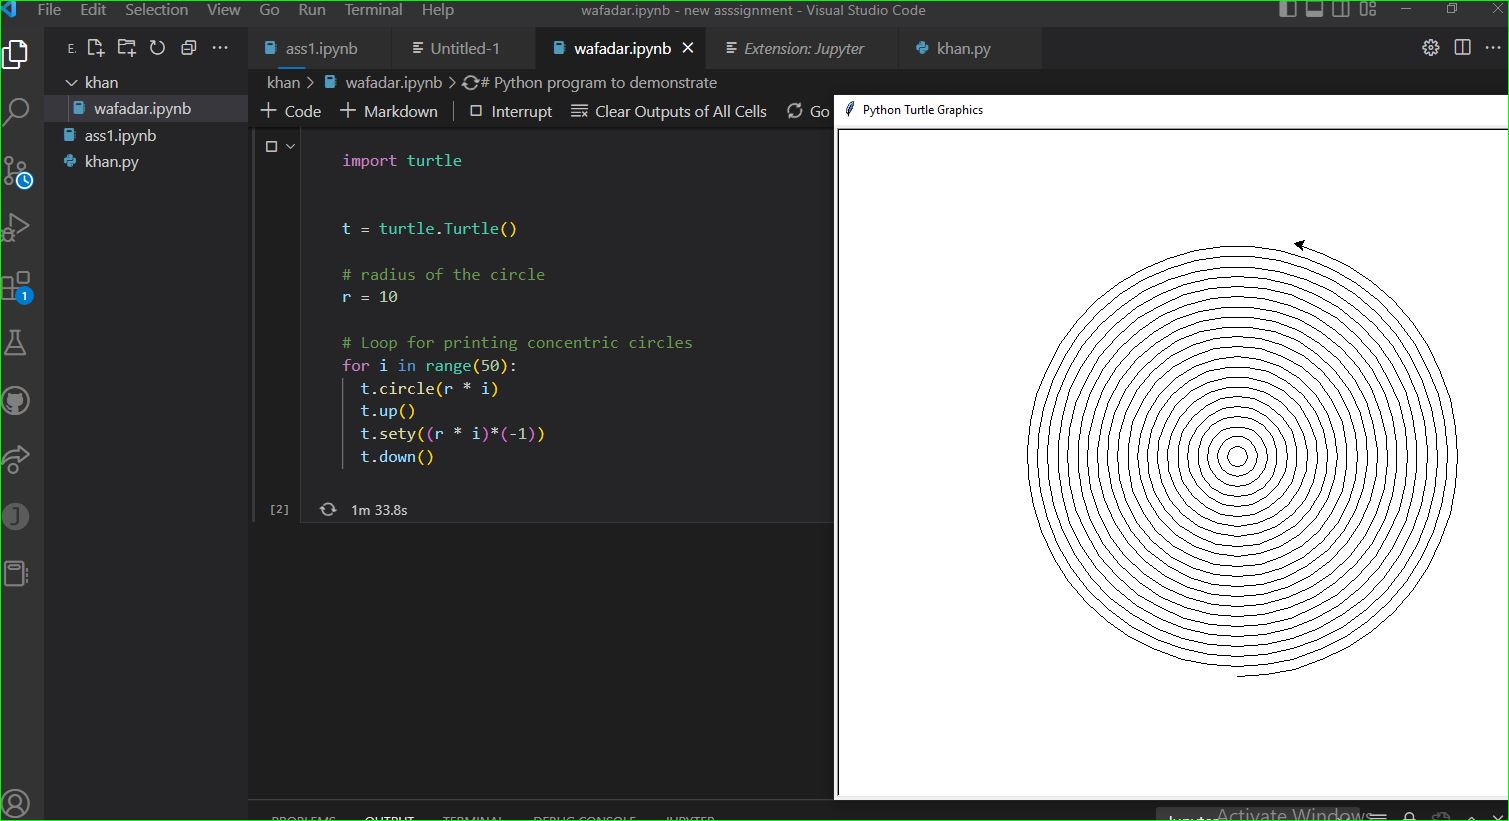 File Edit Selection View Go Run Terminal Help
wafadar.ipynb - new asssignment - Visual Studio Code
E.
ass1.ipynb Untitled-1 wafadar.ipynb Extension: Jupyter khan.py
khan
wafadar.ipynb
ass1.ipynb
khan.py
1
khan > wafadar.ipynb > # Python program to demonstrate
+ Code + Markdown Interrupt Clear Outputs of All Cells Go
import turtle
t = turtle.Turtle()
# radius of the circle
r = 10
# Loop for printing concentric circles
for i in range(50):
t.circle(r * i)
t.up()
t.sety((r * i)*(-1))
t.down()
[2] 1m 33.8s
Python Turtle Graphics
PROBLEMS OUTPUT TERMINAL DEBUG CONSOLE JUPYTER
Jupyter
Activate Windows